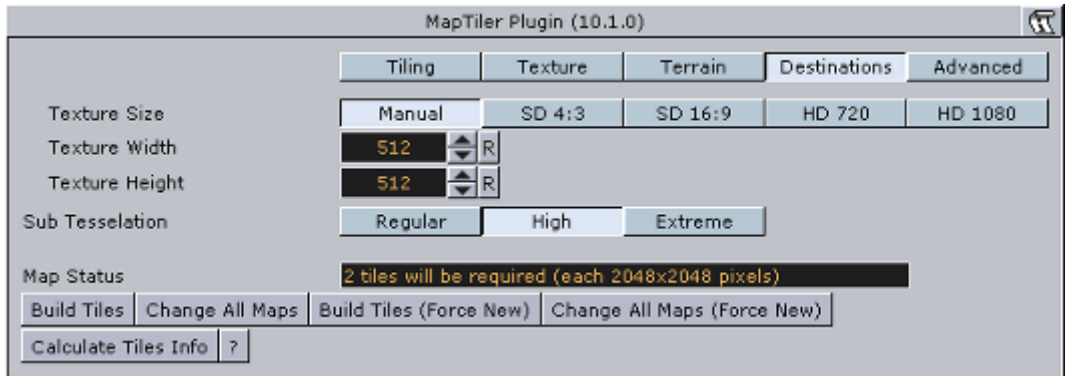 MapTiler Plugin (10.1.0)
Tiling Texture Terrain Destinations Advanced
Texture Size Manual SD 4:3 SD 16:9 HD 720 HD 1080
Texture Width 512 R
Texture Height 512 R
Sub Tesselation Regular High Extreme
Map Status 2 tiles will be required (each 2048x2048 pixels)
Build Tiles Change All Maps Build Tiles (Force New) Change All Maps (Force New)
Calculate Tiles Info ?